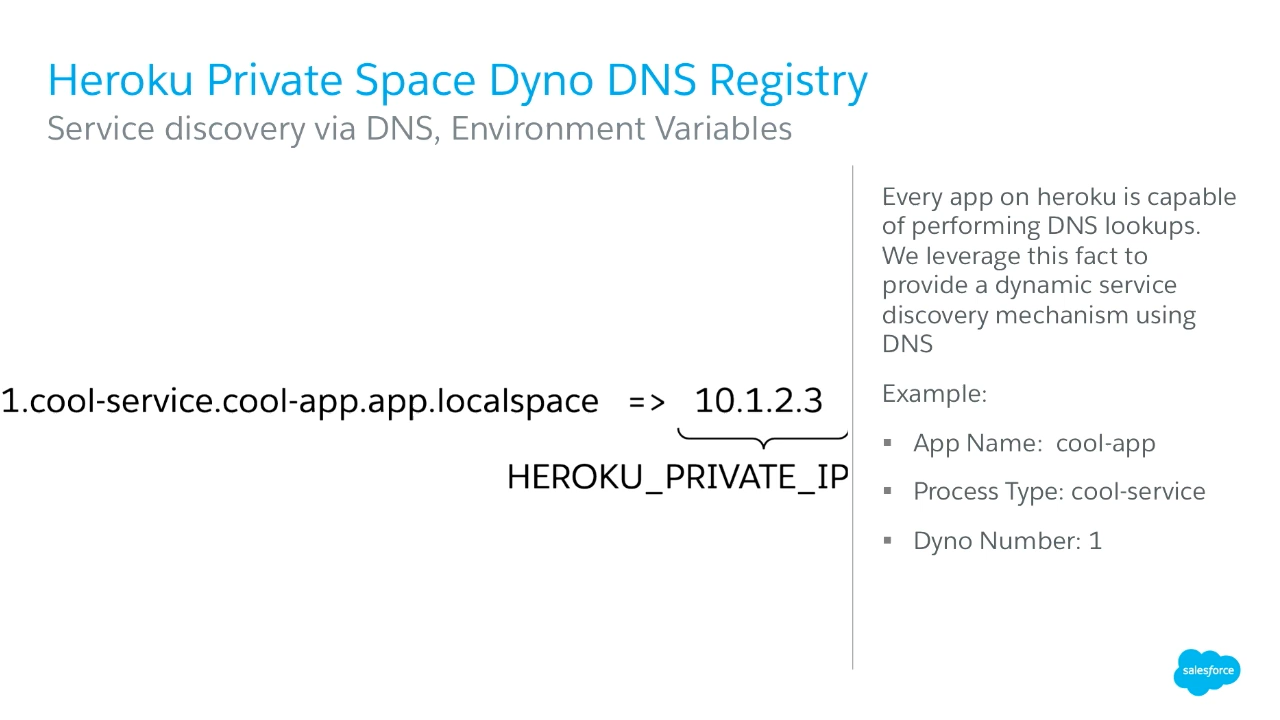 Heroku Private Space Dyno DNS Registry
Service discovery via DNS, Environment Variables
1.cool-service.cool-app.app.localspace => 10.1.2.3
HEROKU_PRIVATE_IP
Every app on heroku is capable
of performing DNS lookups.
We leverage this fact to
provide a dynamic service
discovery mechanism using
DNS
Example:
▪ App Name: cool-app
▪ Process Type: cool-service
▪ Dyno Number: 1
salesforce